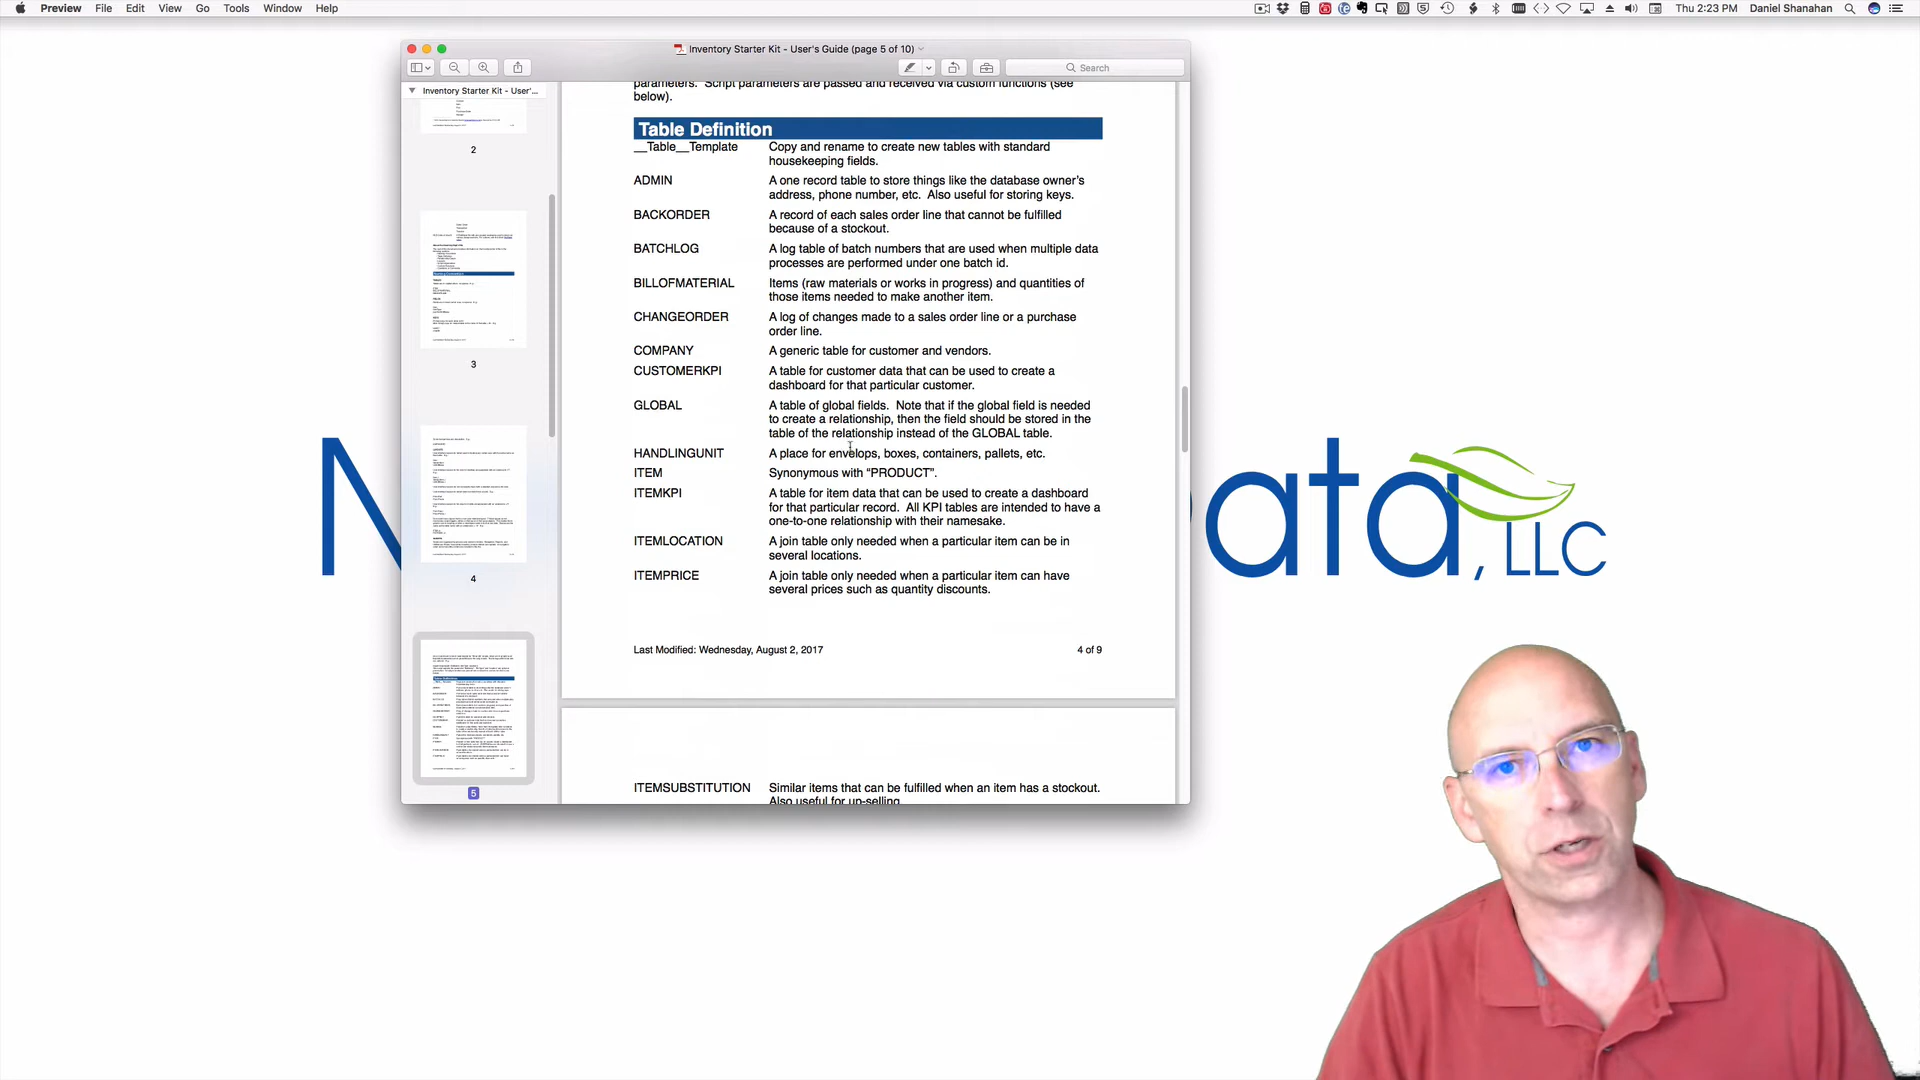 Preview File Edit View Go Tools Window Help
Thu 2:23 PM Daniel Shanahan
Inventory Starter Kit - User's Guide (page 5 of 10)
Search
Inventory Starter Kit - User'...
2
3
4
5
parameters. Script parameters are passed and received via custom functions (see
below).
Table Definition
__Table__Template Copy and rename to create new tables with standard
housekeeping fields.
ADMIN A one record table to store things like the database owner's
address, phone number, etc. Also useful for storing keys.
BACKORDER A record of each sales order line that cannot be fulfilled
because of a stockout.
BATCHLOG A log table of batch numbers that are used when multiple data
processes are performed under one batch id.
BILLOFMATERIAL Items (raw materials or works in progress) and quantities of
those items needed to make another item.
CHANGEORDER A log of changes made to a sales order line or a purchase
order line.
COMPANY A generic table for customer and vendors.
CUSTOMERKPI A table for customer data that can be used to create a
dashboard for that particular customer.
GLOBAL A table of global fields. Note that if the global field is needed
to create a relationship, then the field should be stored in the
table of the relationship instead of the GLOBAL table.
HANDLINGUNIT A place for envelops, boxes, containers, pallets, etc.
ITEM Synonymous with “PRODUCT”.
ITEMKPI A table for item data that can be used to create a dashboard
for that particular record. All KPI tables are intended to have a
one-to-one relationship with their namesake.
ITEMLOCATION A join table only needed when a particular item can be in
several locations.
ITEMPRICE A join table only needed when a particular item can have
several prices such as quantity discounts.
Last Modified: Wednesday, August 2, 2017 4 of 9
ITEMSUBSTITUTION Similar items that can be fulfilled when an item has a stockout.
Also useful for up-selling
ata, LLC